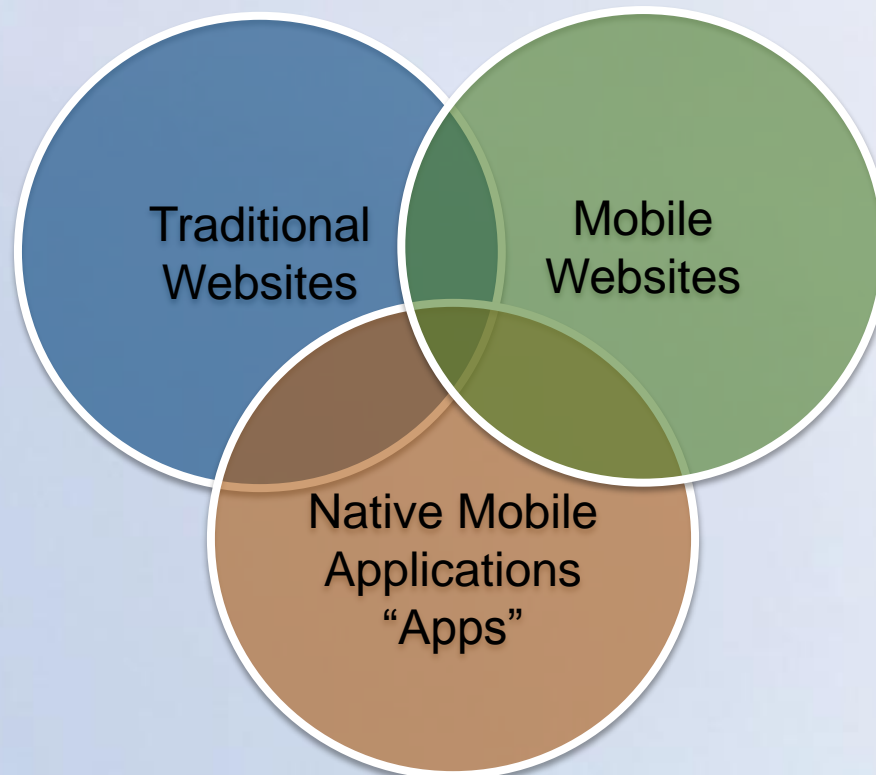 Traditional
Websites
Mobile
Websites
Native Mobile
Applications
“Apps”